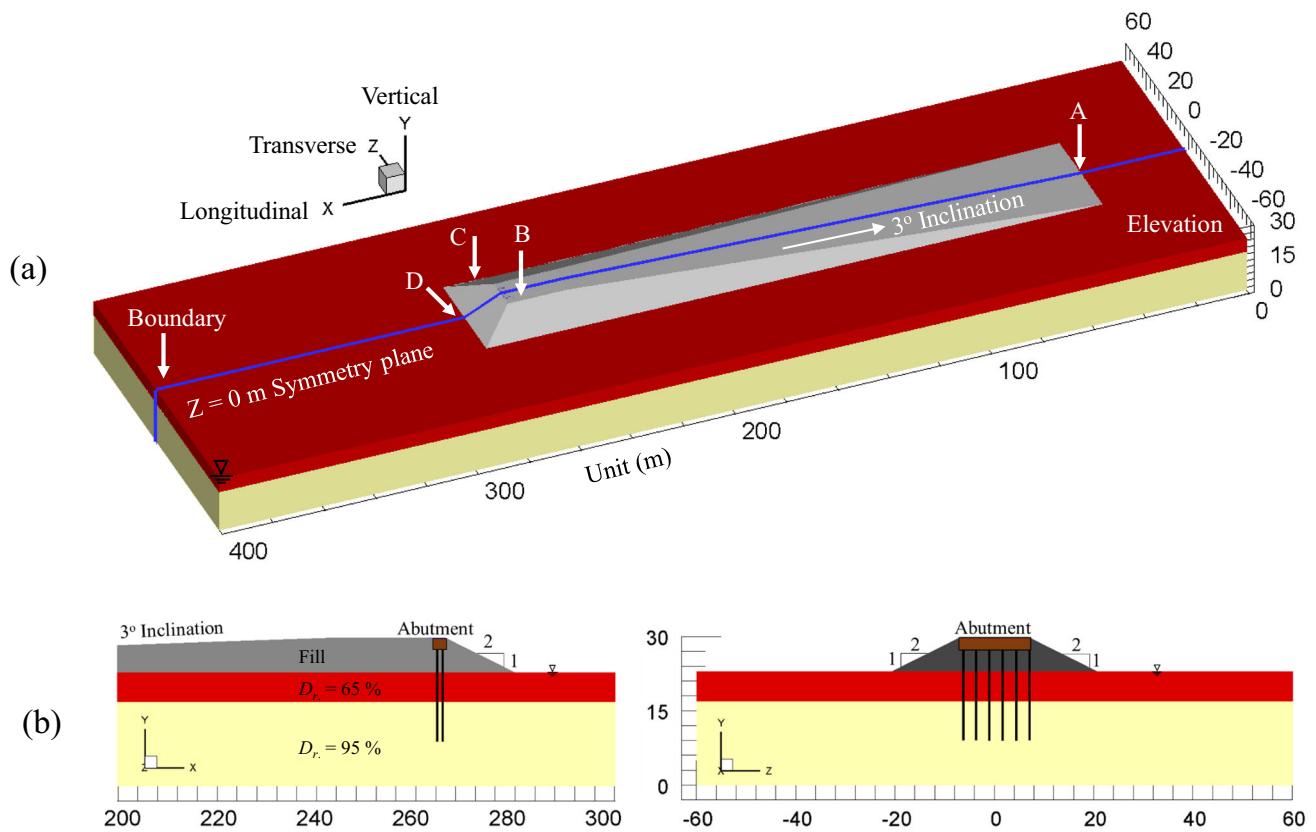 60
40
20
0
-20
-40
-60
30
15
0
0
Vertical
Y
Transverse
Z
Longitudinal
X
A
3° Inclination
Elevation
C
B
(a)
D
Boundary
Z = 0 m Symmetry plane
100
200
Unit (m)
300
400
3° Inclination
Abutment
2
1
Fill
Dr. = 65 %
(b)
Y
Z
X
Dr. = 95 %
200
220
240
260
280
300
30
15
0
Abutment
1
2
2
1
Y
X
Z
-60
-40
-20
0
20
40
60